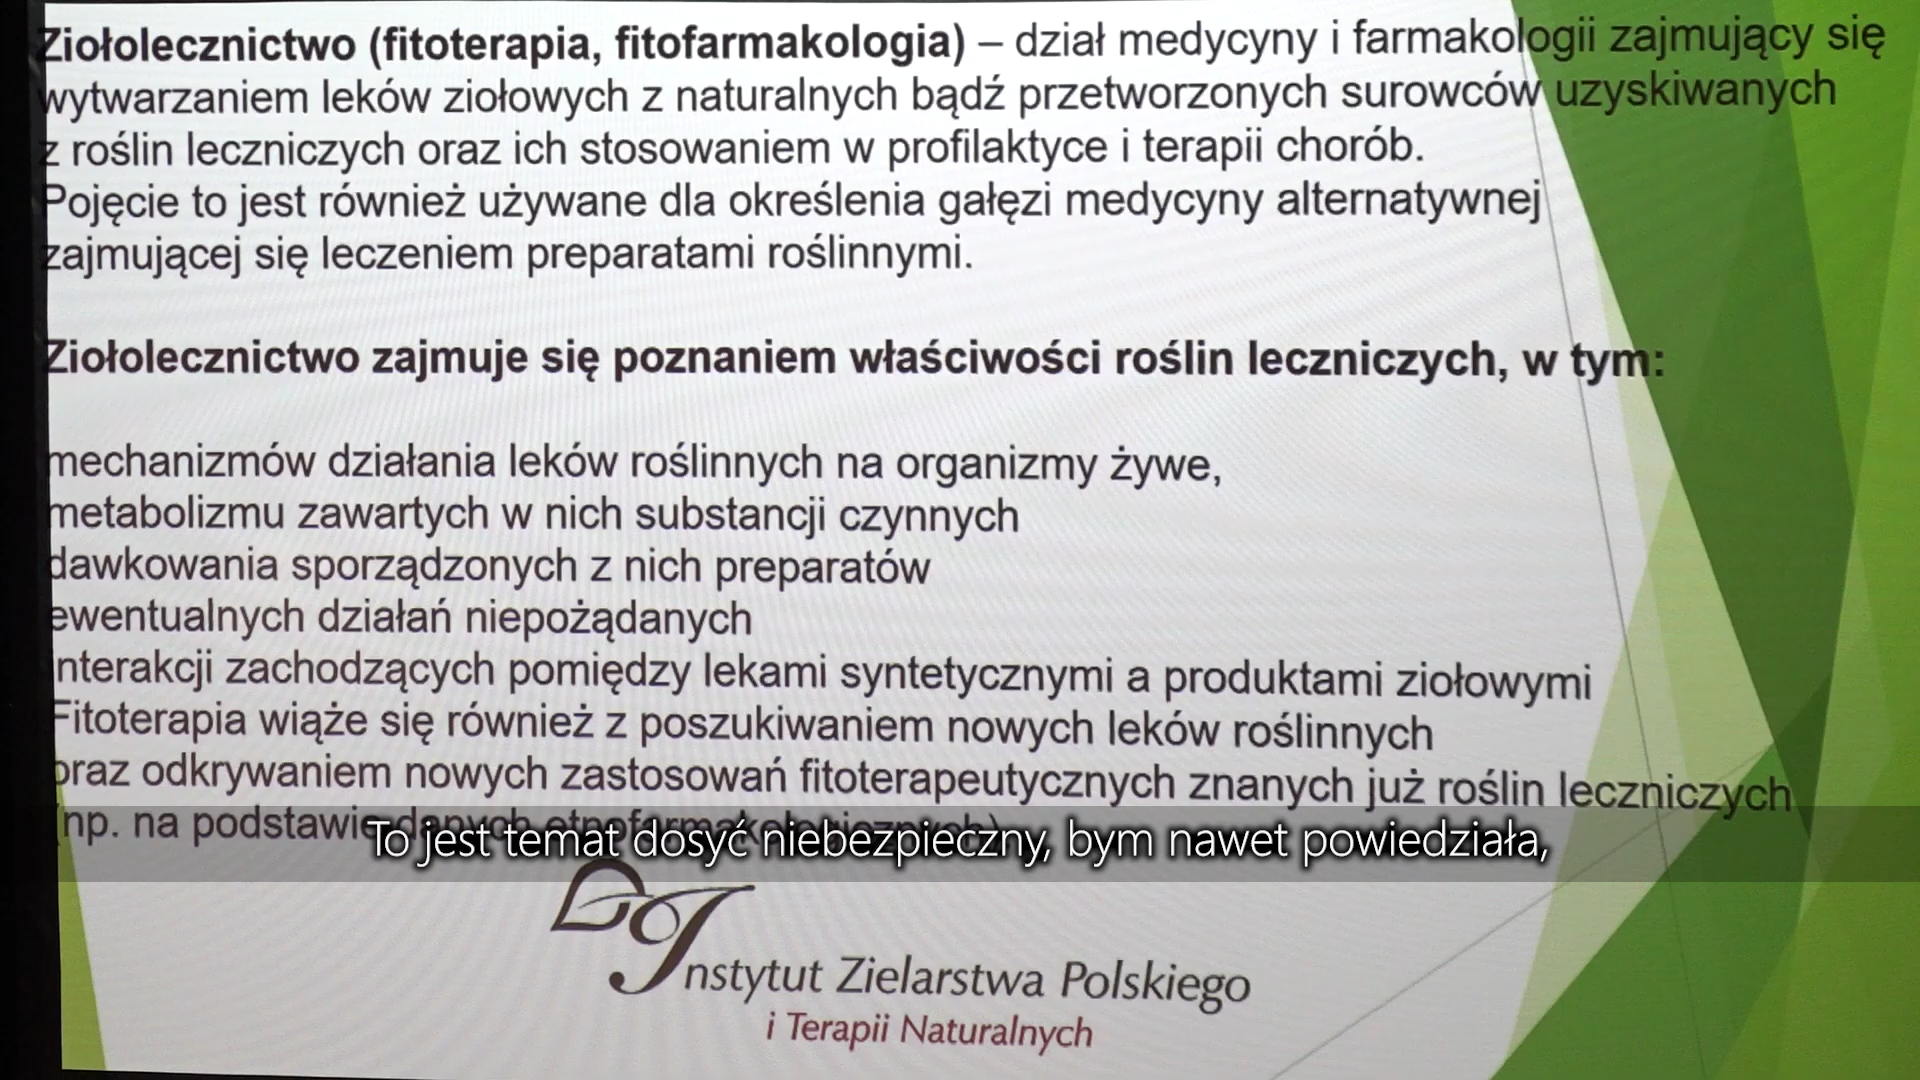 Ziołolecznictwo (fitoterapia, fitofarmakologia) – dział medycyny i farmakologii zajmujący się
wytwarzaniem leków ziołowych z naturalnych bądź przetworzonych surowców uzyskiwanych
z roślin leczniczych oraz ich stosowaniem w profilaktyce i terapii chorób.
Pojęcie to jest również używane dla określenia gałęzi medycyny alternatywnej
zajmującej się leczeniem preparatami roślinnymi.
Ziołolecznictwo zajmuje się poznaniem właściwości roślin leczniczych, w tym:
mechanizmów działania leków roślinnych na organizmy żywe,
metabolizmu zawartych w nich substancji czynnych
dawkowania sporządzonych z nich preparatów
ewentualnych działań niepożądanych
interakcji zachodzących pomiędzy lekami syntetycznymi a produktami ziołowymi
Fitoterapia wiąże się również z poszukiwaniem nowych leków roślinnych
oraz odkrywaniem nowych zastosowań fitoterapeutycznych znanych już roślin leczniczych
(np. na podstawie danych etnofarmakologicznych)
To jest temat dosyć niebezpieczny, bym nawet powiedziała,
Instytut Zielarstwa Polskiego
i Terapii Naturalnych